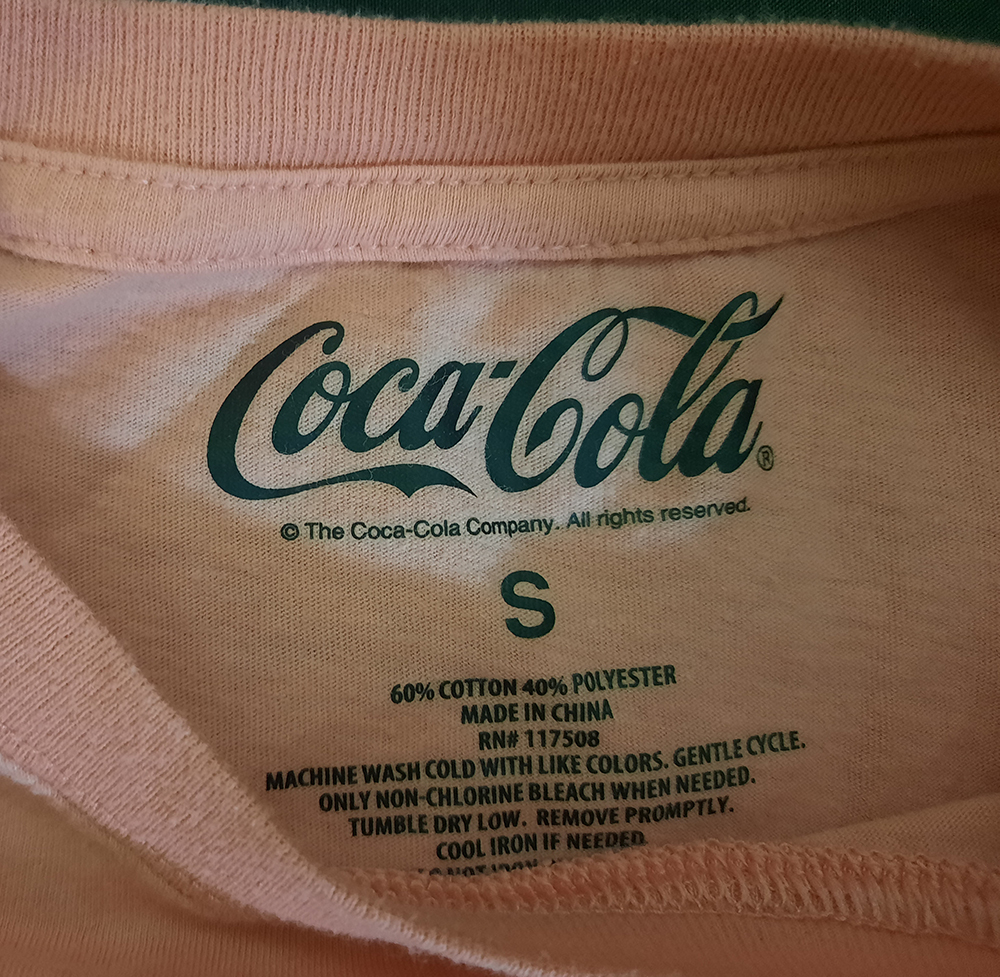 Coca-Cola®
© The Coca-Cola Company. All rights reserved.
S
60% COTTON 40% POLYESTER
MADE IN CHINA
RN# 117508
MACHINE WASH COLD WITH LIKE COLORS. GENTLE CYCLE.
ONLY NON-CHLORINE BLEACH WHEN NEEDED.
TUMBLE DRY LOW. REMOVE PROMPTLY.
COOL IRON IF NEEDED
NOT IRON